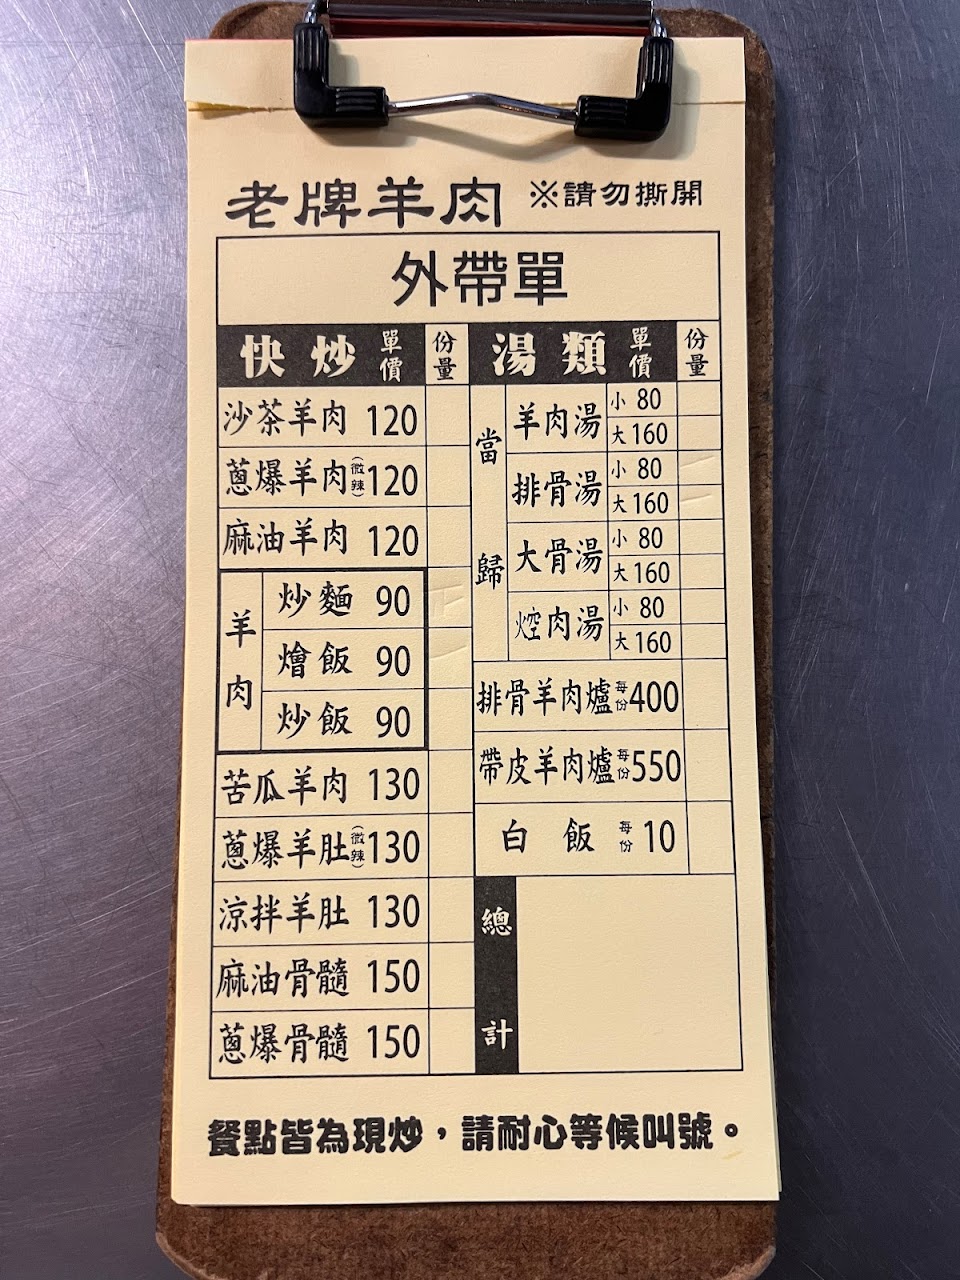 老牌羊肉 ※請勿撕開
外帶單
快炒 單價 份量
沙茶羊肉 120
蔥爆羊肉(微辣) 120
麻油羊肉 120
羊肉
炒麵 90
燴飯 90
炒飯 90
苦瓜羊肉 130
蔥爆羊肚(微辣) 130
涼拌羊肚 130
麻油骨髓 150
蔥爆骨髓 150
湯類 單價 份量
當歸
羊肉湯 小 80
大 160
排骨湯 小 80
大 160
大骨湯 小 80
大 160
焢肉湯 小 80
大 160
排骨羊肉爐 每份 400
帶皮羊肉爐 每份 550
白飯 每份 10
總計
餐點皆為現炒，請耐心等候叫號。